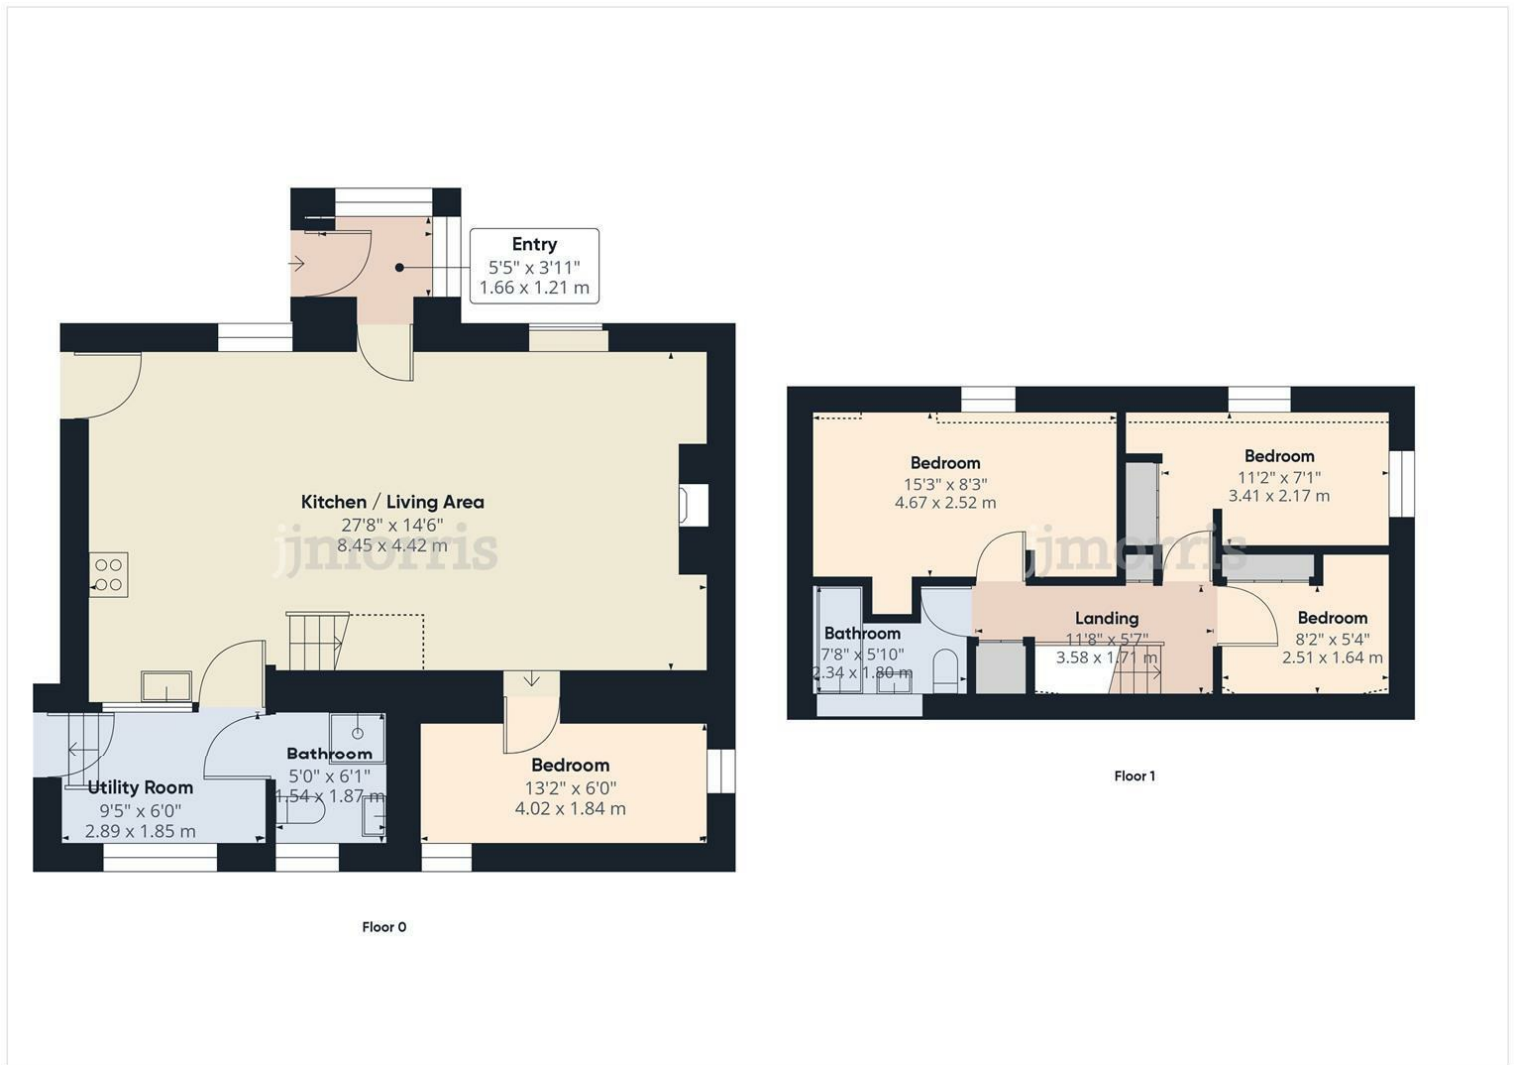 Entry
5'5" x 3'11"
1.66 x 1.21 m
Kitchen / Living Area
27'8" x 14'6"
8.45 x 4.42 m
jjmorris
Utility Room
9'5" x 6'0"
2.89 x 1.85 m
Bathroom
5'0" x 6'1"
1.54 x 1.87 m
Bedroom
13'2" x 6'0"
4.02 x 1.84 m
Floor 0
Bedroom
15'3" x 8'3"
4.67 x 2.52 m
Bedroom
11'2" x 7'1"
3.41 x 2.17 m
jjmorris
Bathroom
7'8" x 5'10"
2.34 x 1.80 m
Landing
11'8" x 5'7"
3.58 x 1.71 m
Bedroom
8'2" x 5'4"
2.51 x 1.64 m
Floor 1